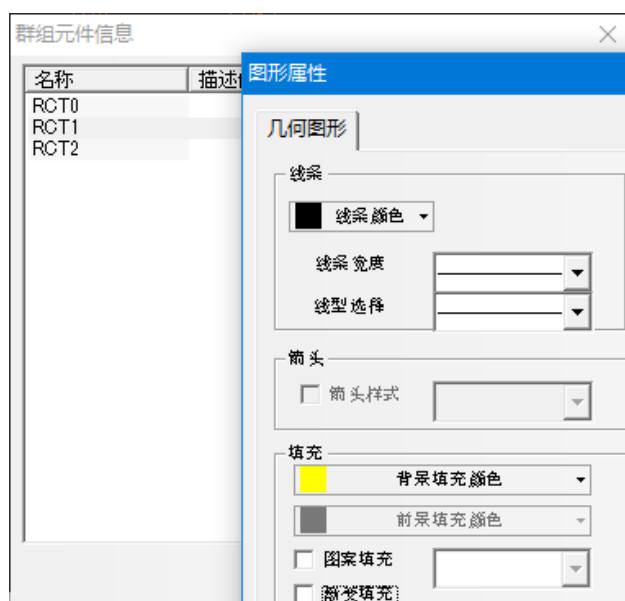 群组元件信息
名称
描述
RCT0
RCT1
RCT2
图形属性
几何图形
线条
线条颜色
线条宽度
线型选择
箭头
箭头样式
填充
背景填充颜色
前景填充颜色
图案填充
渐变填充